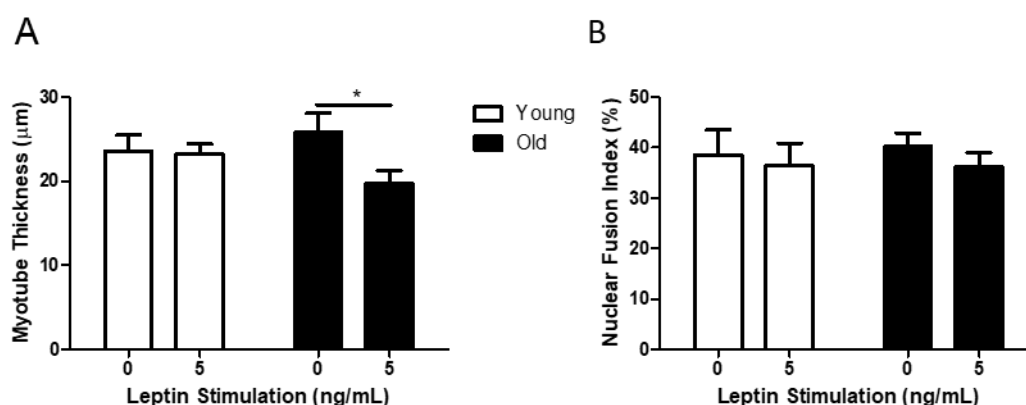 A
Myotube Thickness (μm)
30
20
10
0
*
0
5
0
5
Leptin Stimulation (ng/mL)
Young
Old
B
Nuclear Fusion Index (%)
50
40
30
20
10
0
0
5
0
5
Leptin Stimulation (ng/mL)